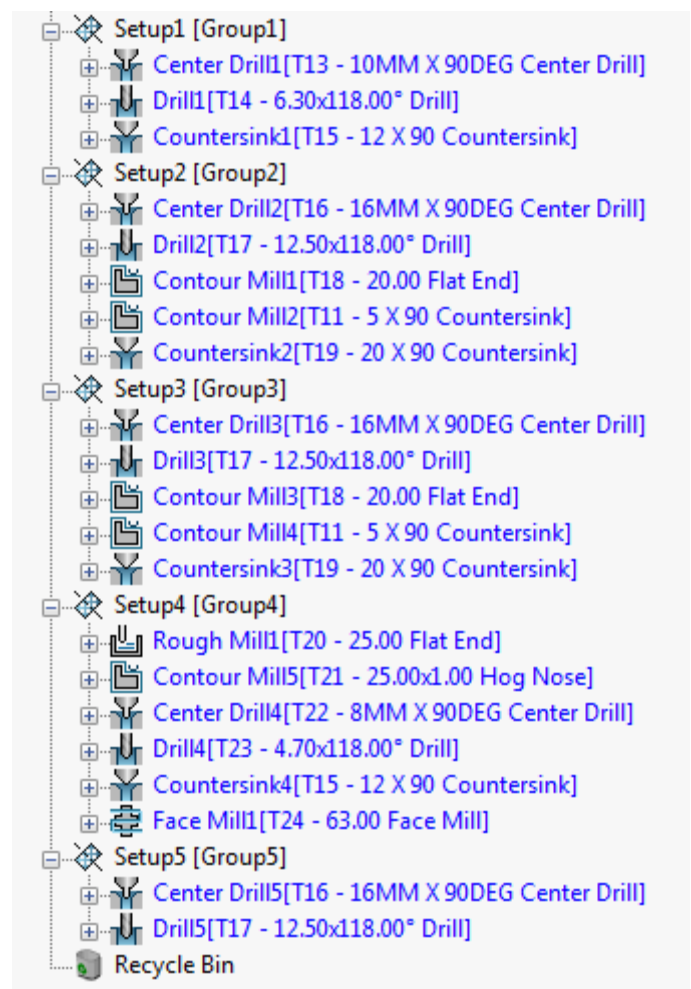 Setup1 [Group1]
Center Drill1[T13 - 10MM X 90DEG Center Drill]
Drill1[T14 - 6.30x118.00° Drill]
Countersink1[T15 - 12 X 90 Countersink]
Setup2 [Group2]
Center Drill2[T16 - 16MM X 90DEG Center Drill]
Drill2[T17 - 12.50x118.00° Drill]
Contour Mill1[T18 - 20.00 Flat End]
Contour Mill2[T11 - 5 X 90 Countersink]
Countersink2[T19 - 20 X 90 Countersink]
Setup3 [Group3]
Center Drill3[T16 - 16MM X 90DEG Center Drill]
Drill3[T17 - 12.50x118.00° Drill]
Contour Mill3[T18 - 20.00 Flat End]
Contour Mill4[T11 - 5 X 90 Countersink]
Countersink3[T19 - 20 X 90 Countersink]
Setup4 [Group4]
Rough Mill1[T20 - 25.00 Flat End]
Contour Mill5[T21 - 25.00x1.00 Hog Nose]
Center Drill4[T22 - 8MM X 90DEG Center Drill]
Drill4[T23 - 4.70x118.00° Drill]
Countersink4[T15 - 12 X 90 Countersink]
Face Mill1[T24 - 63.00 Face Mill]
Setup5 [Group5]
Center Drill5[T16 - 16MM X 90DEG Center Drill]
Drill5[T17 - 12.50x118.00° Drill]
Recycle Bin